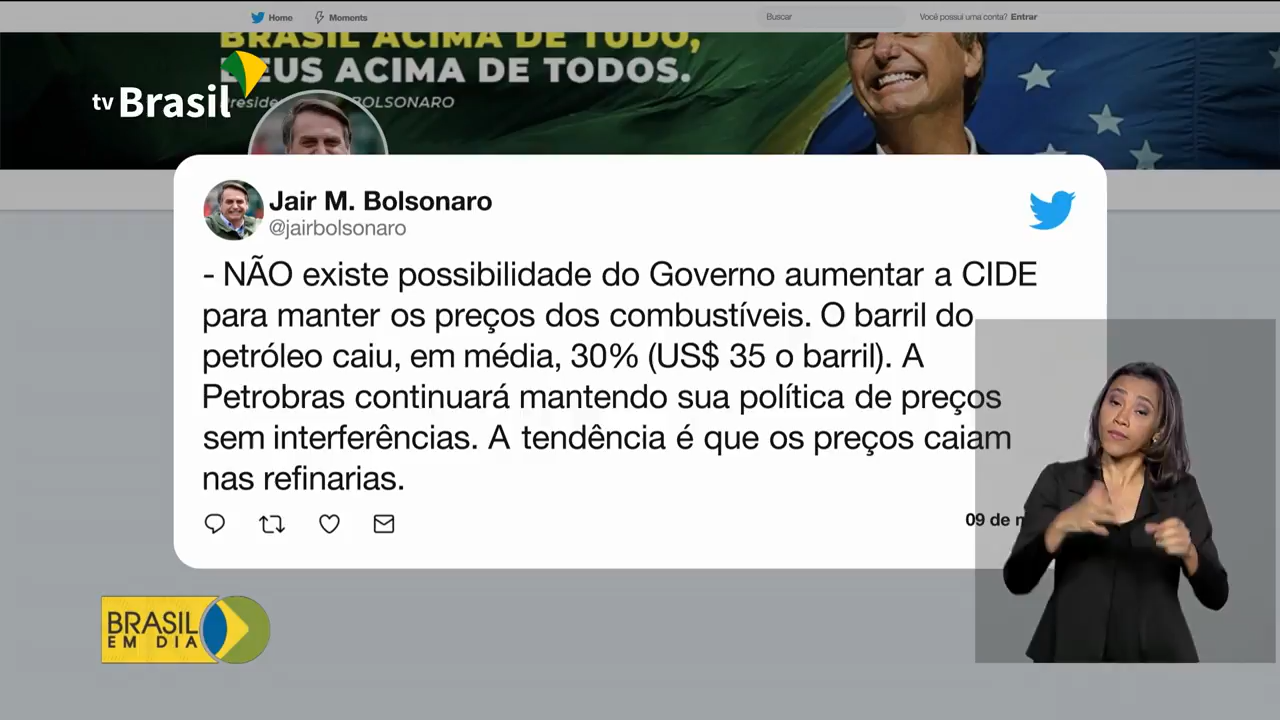 Home
Moments
Buscar
Você possui uma conta? Entrar
BRASIL ACIMA DE TUDO,
DEUS ACIMA DE TODOS.
BOLSONARO
tv Brasil
Jair M. Bolsonaro
@jairbolsonaro
- NÃO existe possibilidade do Governo aumentar a CIDE
para manter os preços dos combustíveis. O barril do
petróleo caiu, em média, 30% (US$ 35 o barril). A
Petrobras continuará mantendo sua política de preços
sem interferências. A tendência é que os preços caiam
nas refinarias.
09 de
BRASIL
EM DIA